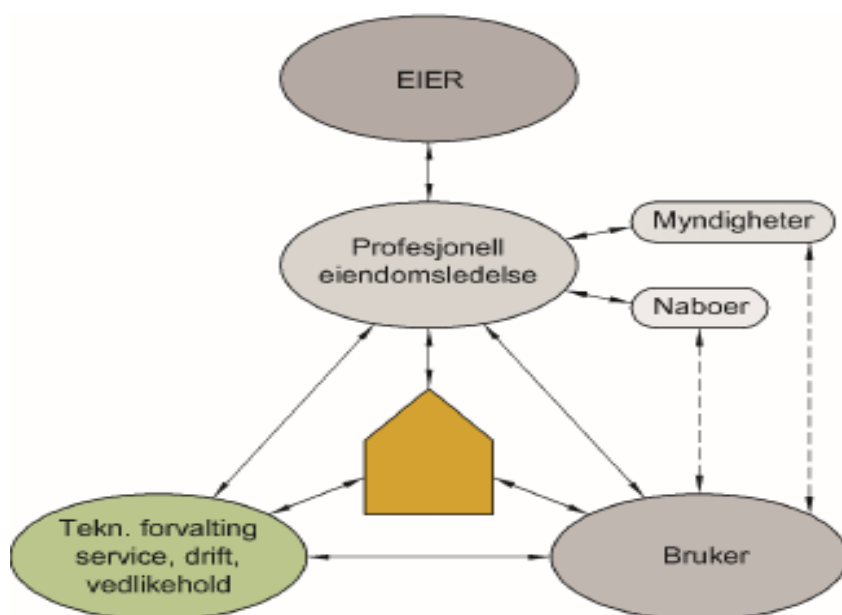 EIER
Profesjonell
eiendomsledelse
Myndigheter
Naboer
Tekn. forvalting
service, drift,
vedlikehold
Bruker